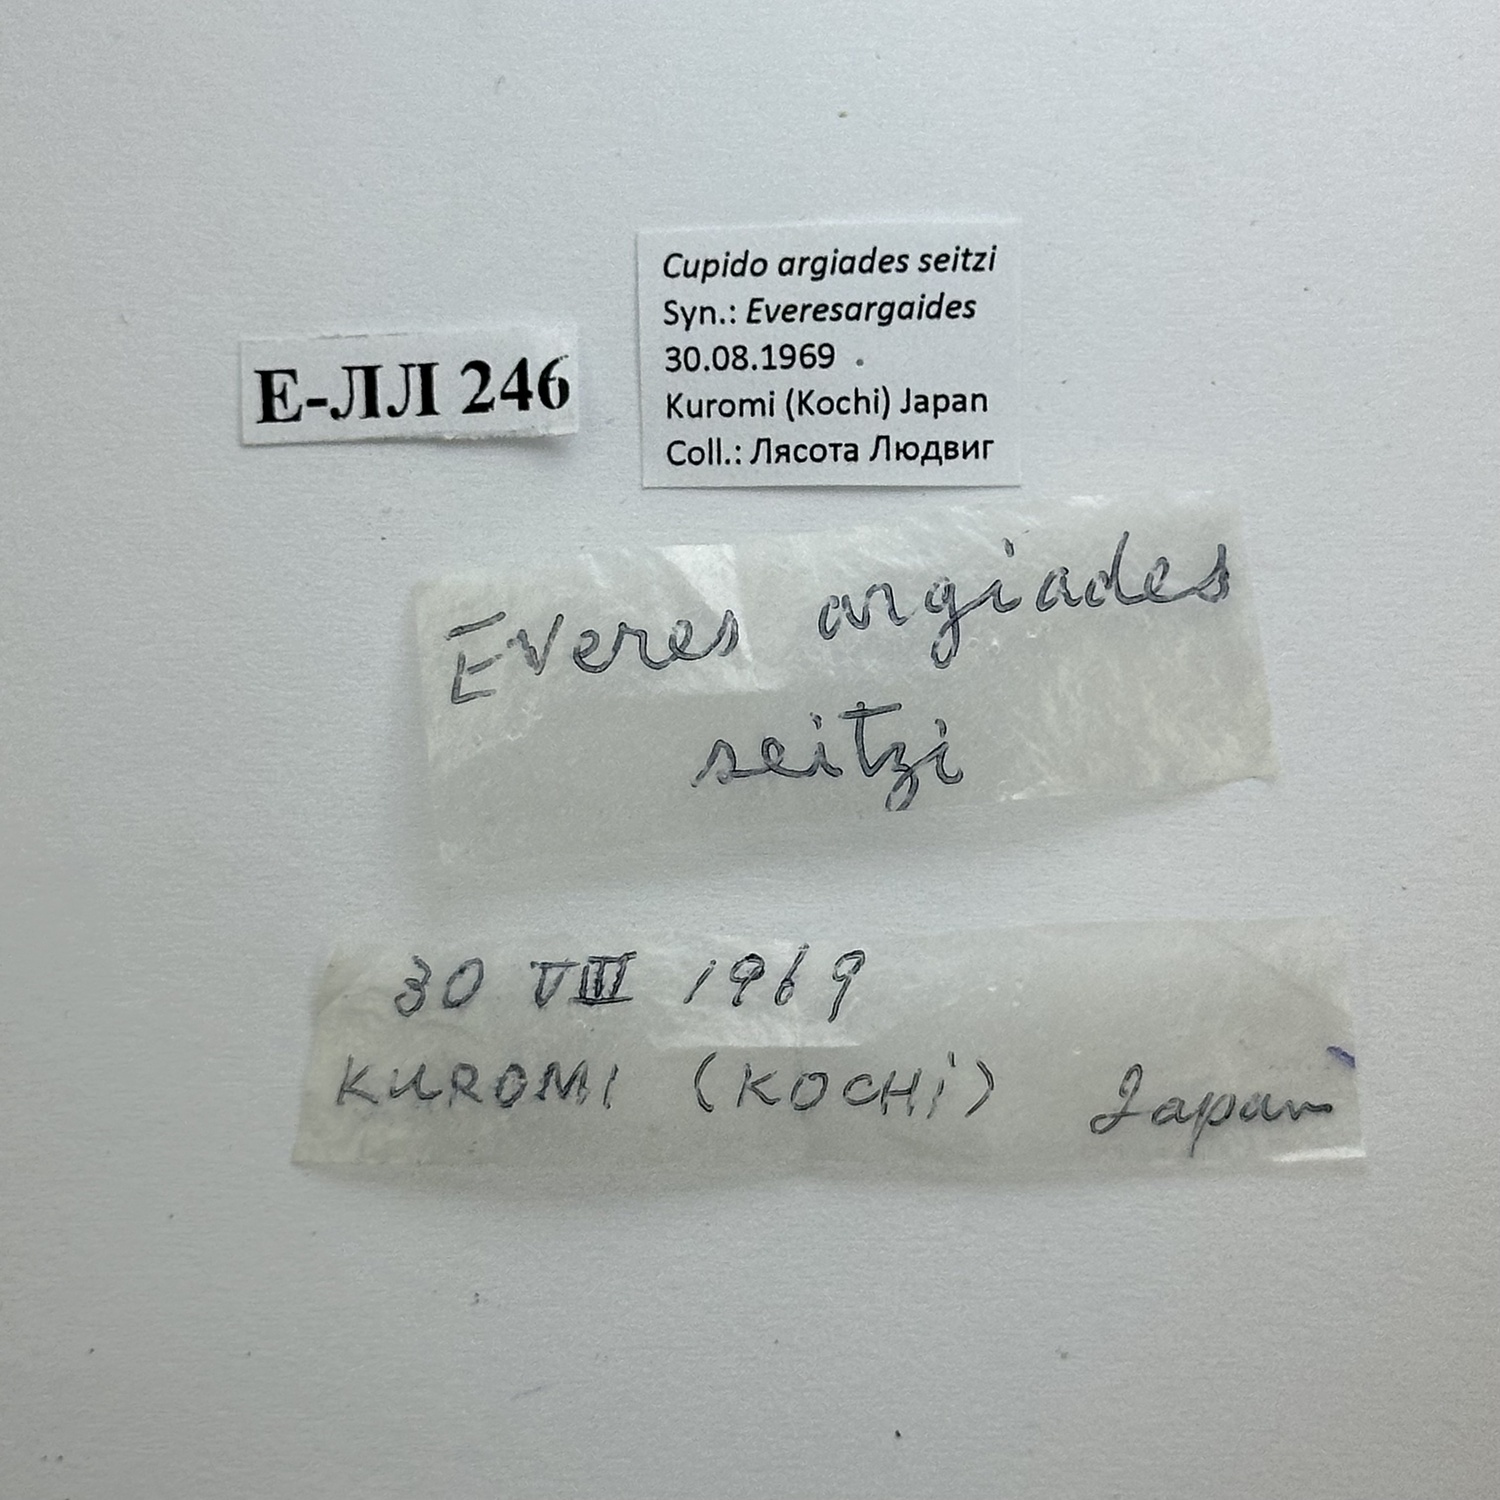 Е-ЛЛ 246
Cupido argiades seitzi
Syn.: Everesargaides
30.08.1969
Kuromi (Kochi) Japan
Coll.: Лясота Людвиг
Everes argiades
seitzi
30 VIII 1969
KUROMI (KOCHi) Japan